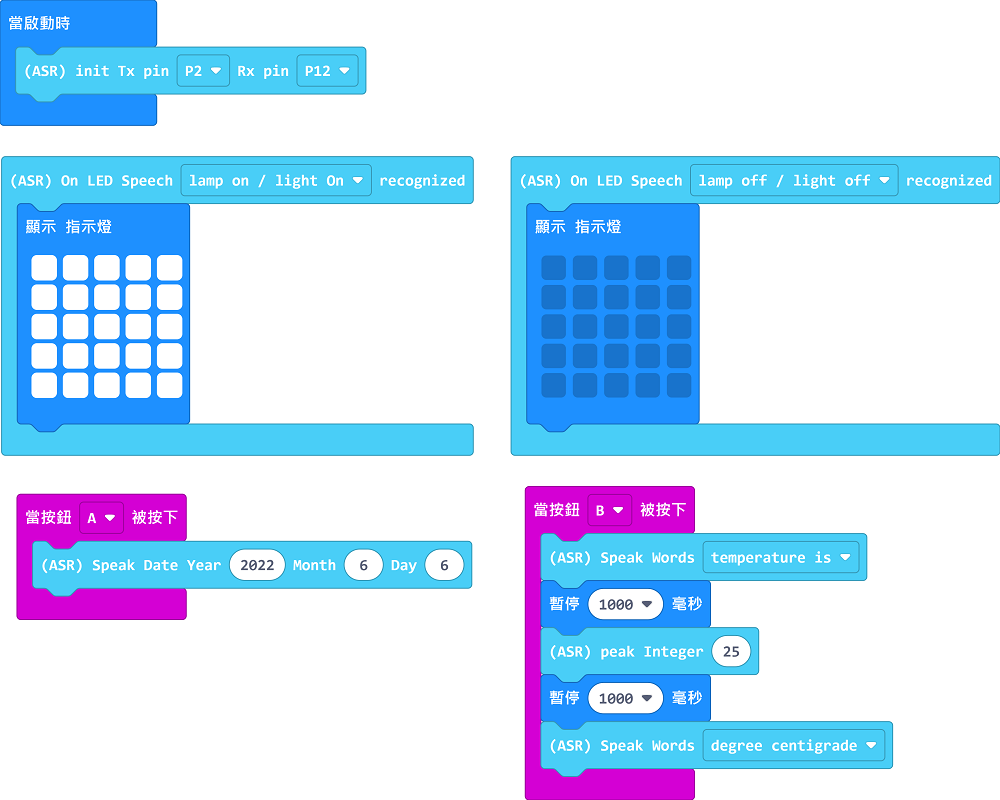 當啟動時
(ASR) init Tx pin P2 Rx pin P12
(ASR) On LED Speech lamp on / light On recognized
顯示 指示燈
(ASR) On LED Speech lamp off / light off recognized
顯示 指示燈
當按鈕 A 被按下
(ASR) Speak Date Year 2022 Month 6 Day 6
當按鈕 B 被按下
(ASR) Speak Words temperature is
暫停 1000 毫秒
(ASR) peak Integer 25
暫停 1000 毫秒
(ASR) Speak Words degree centigrade